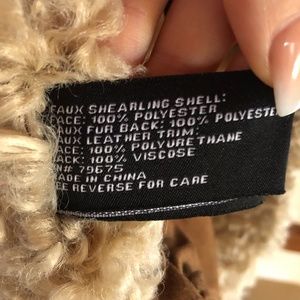 FAUX SHEARLING SHELL:
FACE: 100% POLYESTER
FAUX FUR BACK: 100% POLYESTER
FAUX LEATHER TRIM:
FACE: 100% POLYURETHANE
BACK: 100% VISCOSE
RN# 79675
MADE IN CHINA
SEE REVERSE FOR CARE